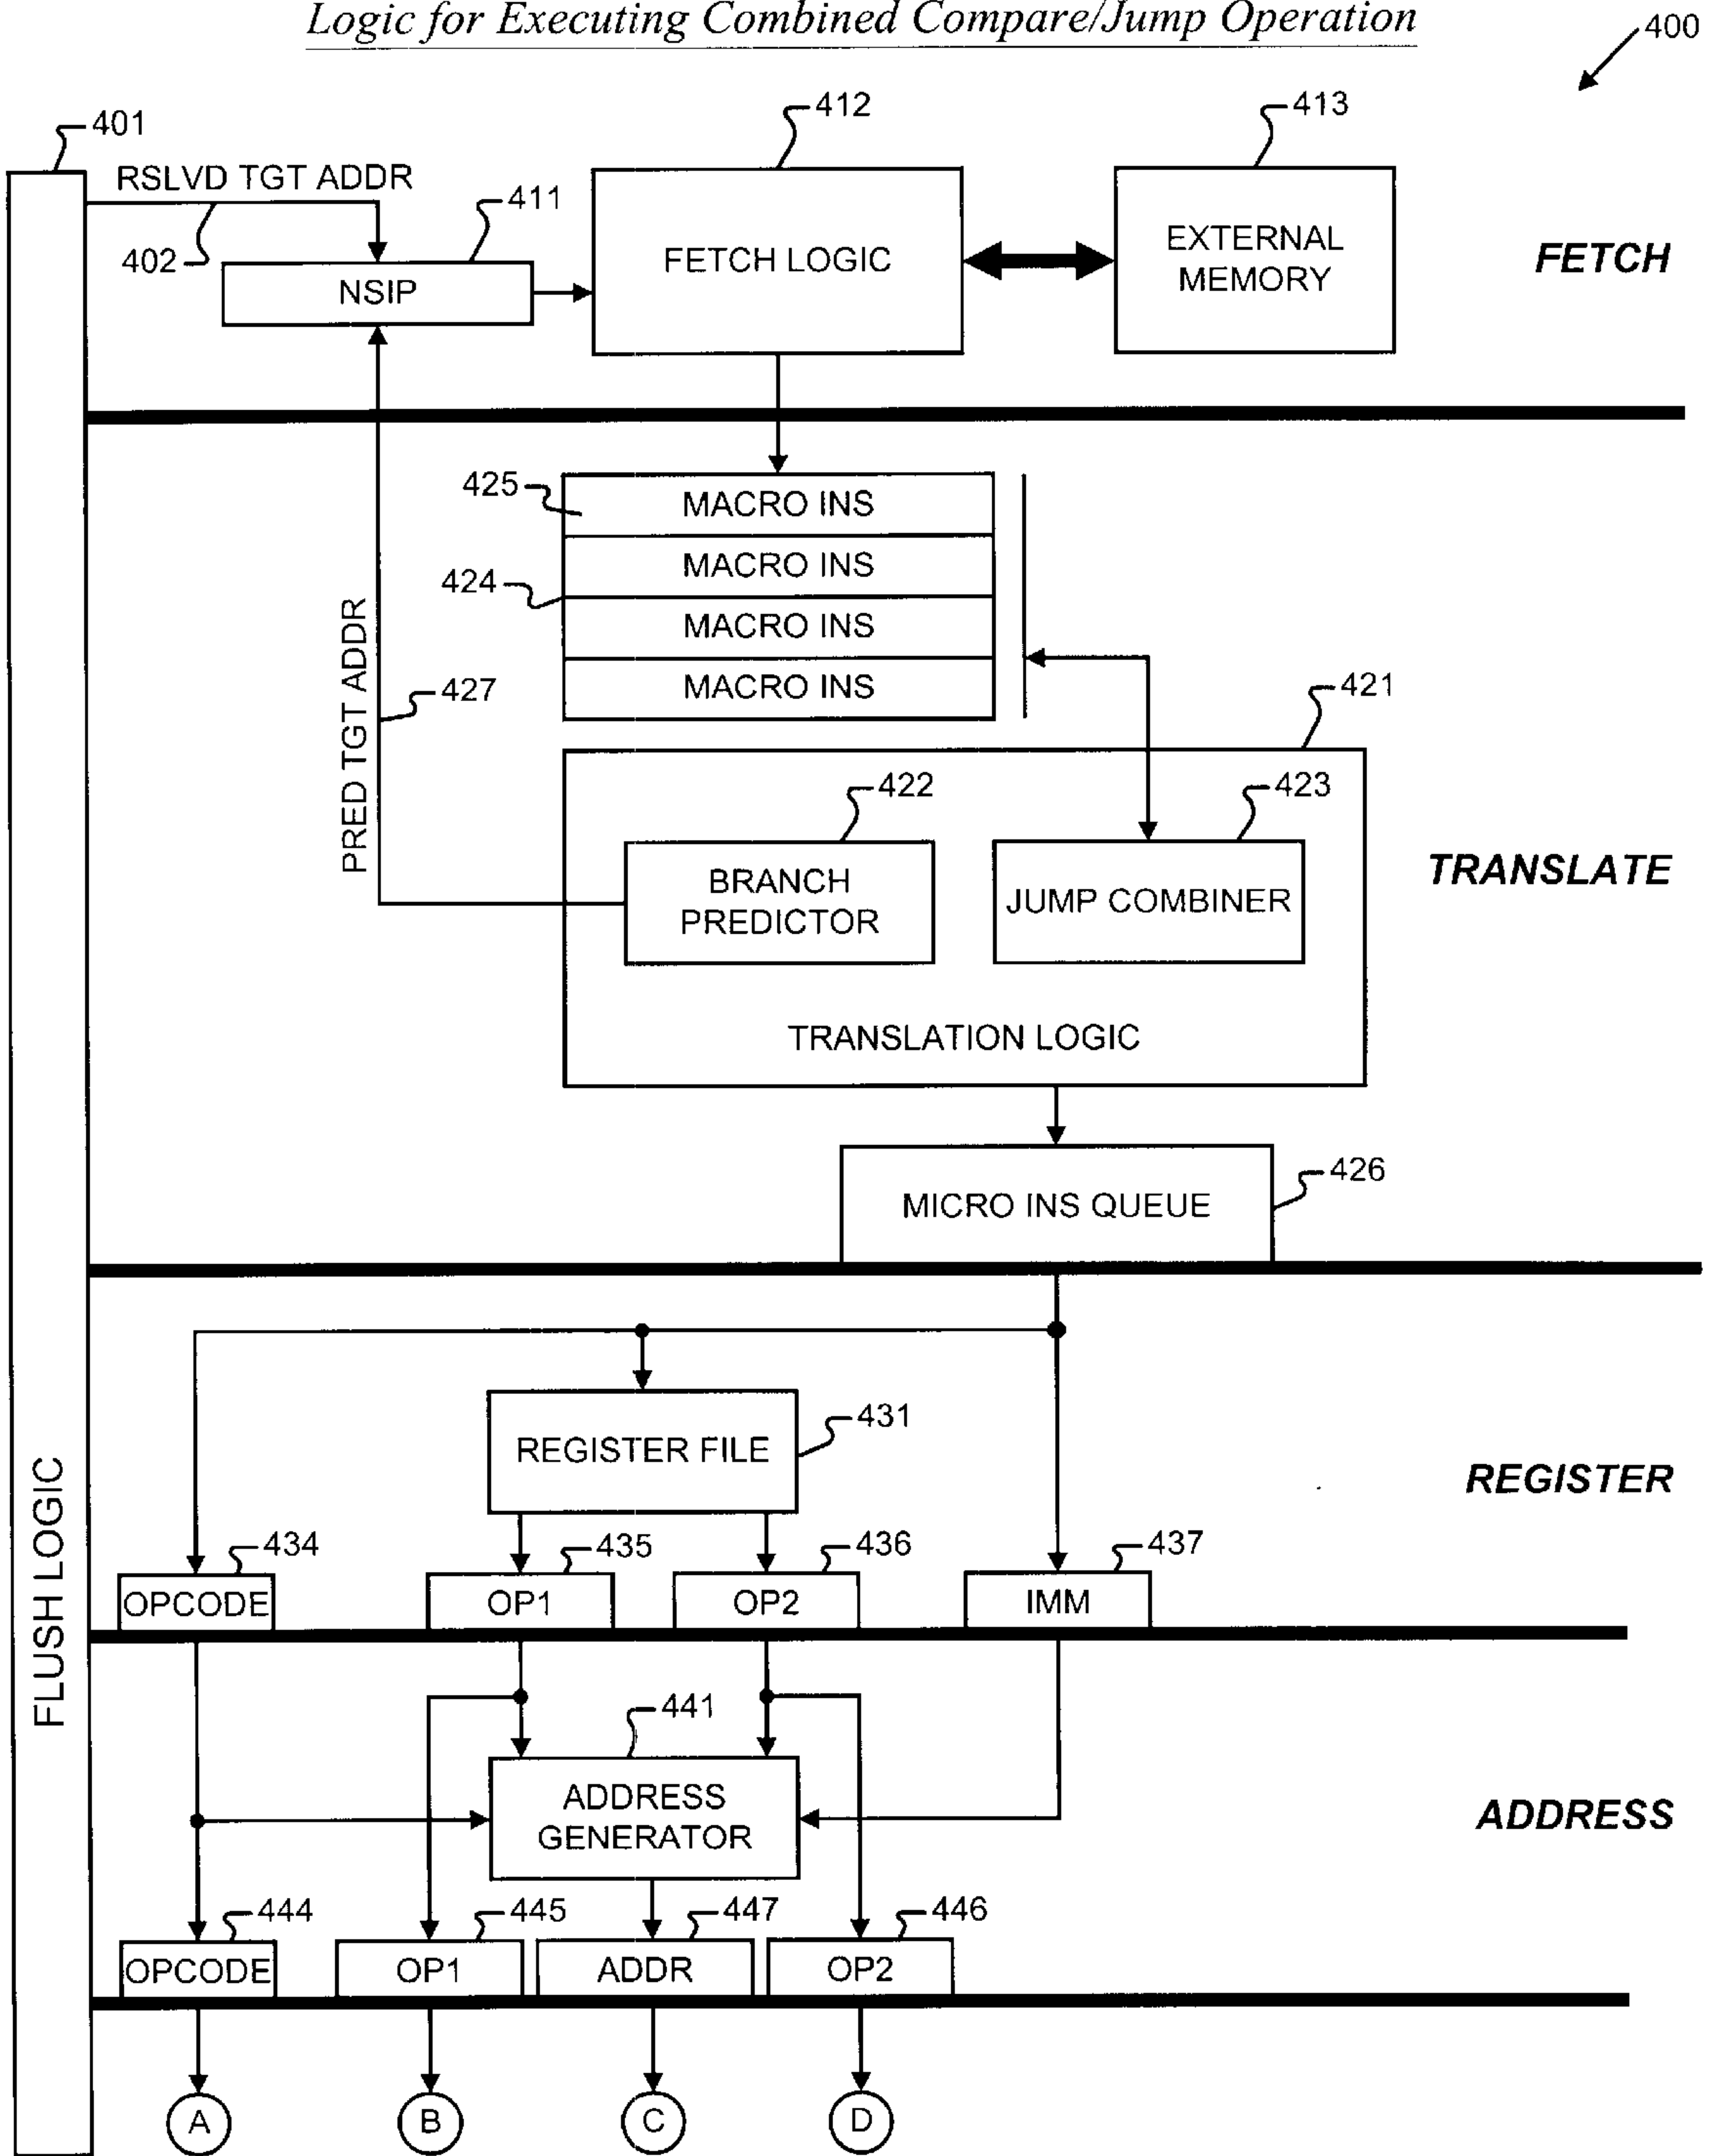 Logic for Executing Combined Compare/Jump Operation
400
401
RSLVD TGT ADDR
402
411
NSIP
412
FETCH LOGIC
413
EXTERNAL
MEMORY
FETCH
425
MACRO INS
MACRO INS
424
MACRO INS
MACRO INS
PRED TGT ADDR
427
421
422
BRANCH
PREDICTOR
423
JUMP COMBINER
TRANSLATION LOGIC
TRANSLATE
MICRO INS QUEUE
426
REGISTER FILE
431
REGISTER
FLUSH LOGIC
434
OPCODE
435
OP1
436
OP2
437
IMM
441
ADDRESS
GENERATOR
ADDRESS
444
OPCODE
445
OP1
447
ADDR
446
OP2
A
B
C
D